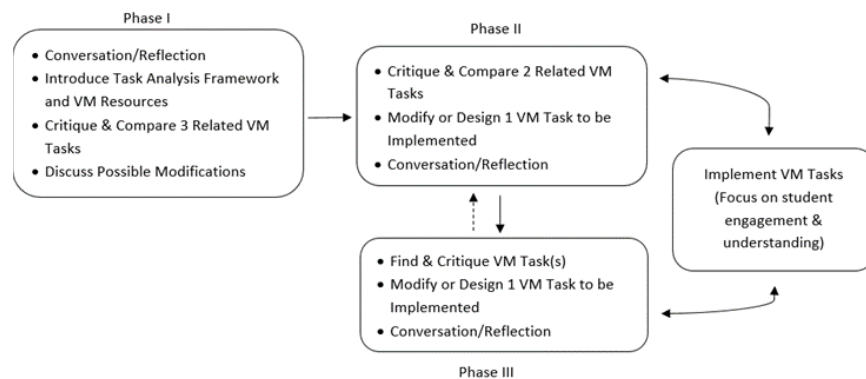 Phase I
• Conversation/Reflection
• Introduce Task Analysis Framework
and VM Resources
• Critique & Compare 3 Related VM
Tasks
• Discuss Possible Modifications
Phase II
• Critique & Compare 2 Related VM
Tasks
• Modify or Design 1 VM Task to be
Implemented
• Conversation/Reflection
Implement VM Tasks
(Focus on student
engagement &
understanding)
• Find & Critique VM Task(s)
• Modify or Design 1 VM Task to be
Implemented
• Conversation/Reflection
Phase III